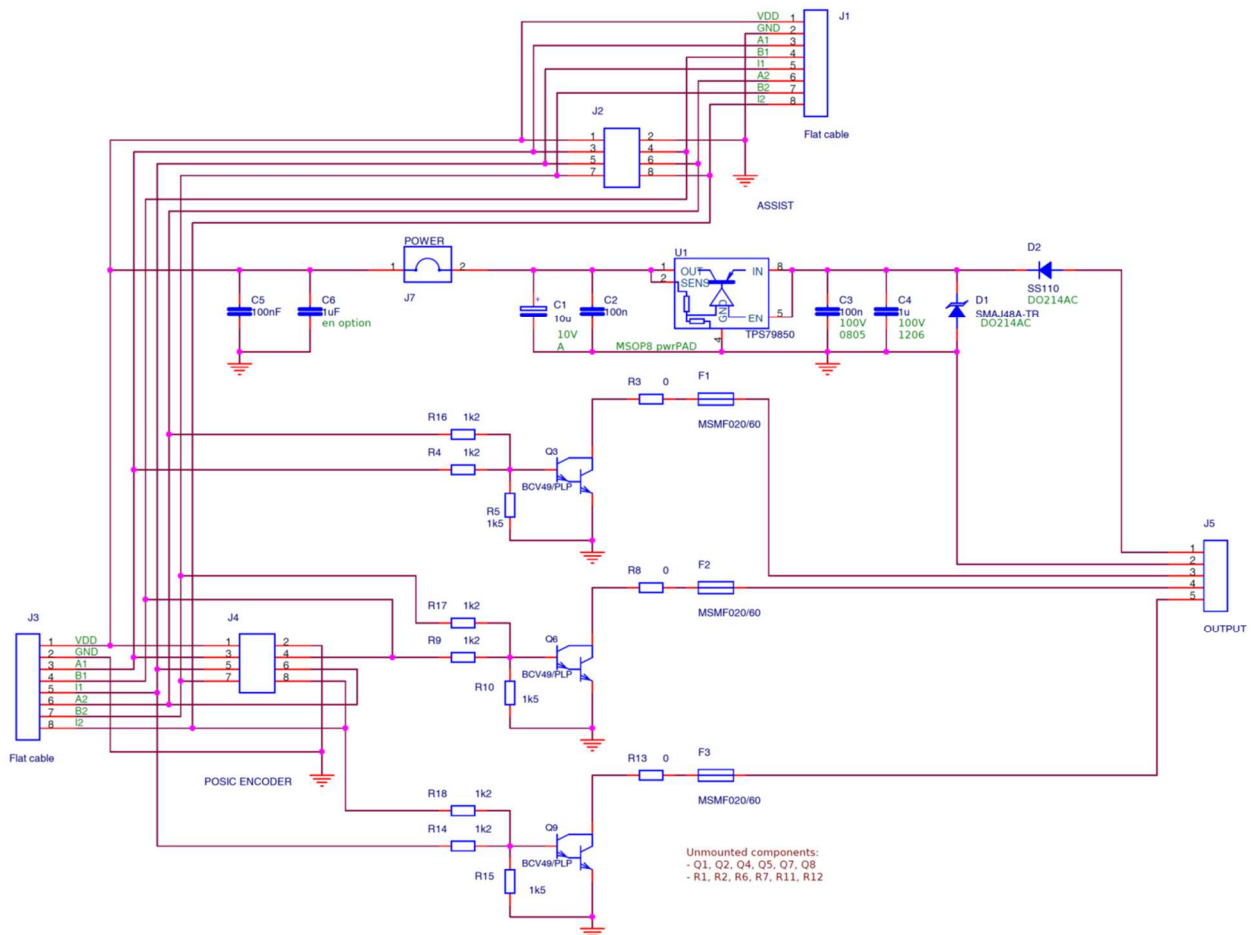 J1
VDD 1
GND 2
A1 3
B1 4
I1 5
A2 6
B2 7
I2 8
Flat cable
J2
1 2
3 4
5 6
7 8
ASSIST
POWER
1 2
J7
C5
100nF
C6
1uF
en option
C1
10u
10V
A
+
C2
100n
U1
1 OUT IN 8
2 SENS
GND
EN 5
4
TPS79850
MSOP8 pwrPAD
C3
100n
100V
0805
C4
1u
100V
1206
D1
SMAJ48A-TR
DO214AC
D2
SS110
DO214AC
R3 0
F1
MSMF020/60
R16 1k2
R4 1k2
Q3
BCV49/PLP
R5
1k5
R8 0
F2
MSMF020/60
R17 1k2
R9 1k2
Q6
BCV49/PLP
R10
1k5
J5
1
2
3
4
5
OUTPUT
J3
1 VDD
2 GND
3 A1
4 B1
5 I1
6 A2
7 B2
8 I2
Flat cable
J4
1 2
3 4
5 6
7 8
POSIC ENCODER
R13 0
F3
MSMF020/60
R18 1k2
R14 1k2
Q9
BCV49/PLP
R15
1k5
Unmounted components:
- Q1, Q2, Q4, Q5, Q7, Q8
- R1, R2, R6, R7, R11, R12